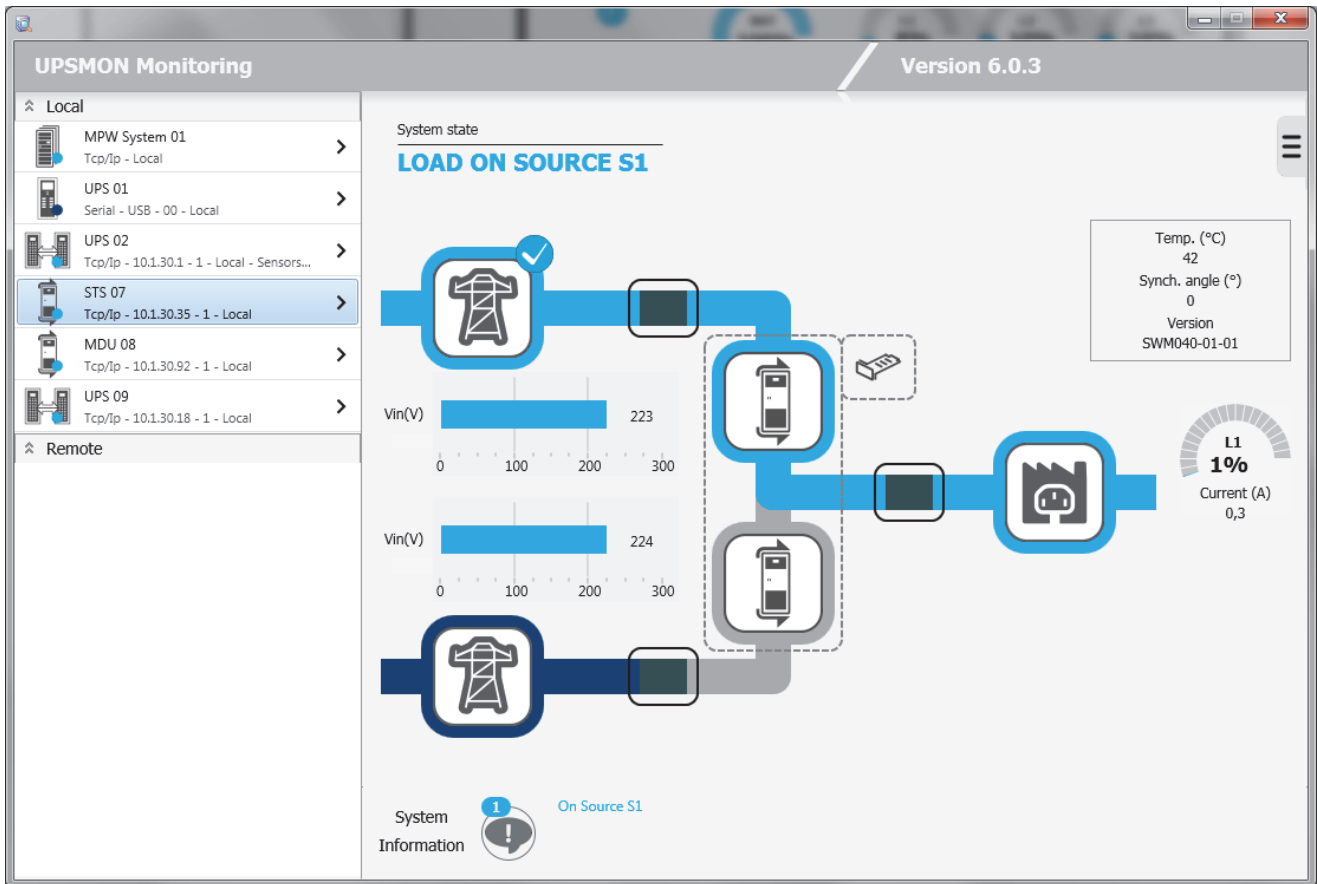 UPSMON Monitoring
Version 6.0.3
Local
MPW System 01
Tcp/Ip - Local
UPS 01
Serial - USB - 00 - Local
UPS 02
Tcp/Ip - 10.1.30.1 - 1 - Local - Sensors...
STS 07
Tcp/Ip - 10.1.30.35 - 1 - Local
MDU 08
Tcp/Ip - 10.1.30.92 - 1 - Local
UPS 09
Tcp/Ip - 10.1.30.18 - 1 - Local
Remote
System state
LOAD ON SOURCE S1
Temp. (°C)
42
Synch. angle (°)
0
Version
SWM040-01-01
Vin(V)
223
0 100 200 300
L1
1%
Current (A)
0,3
Vin(V)
224
0 100 200 300
System
Information
1
On Source S1